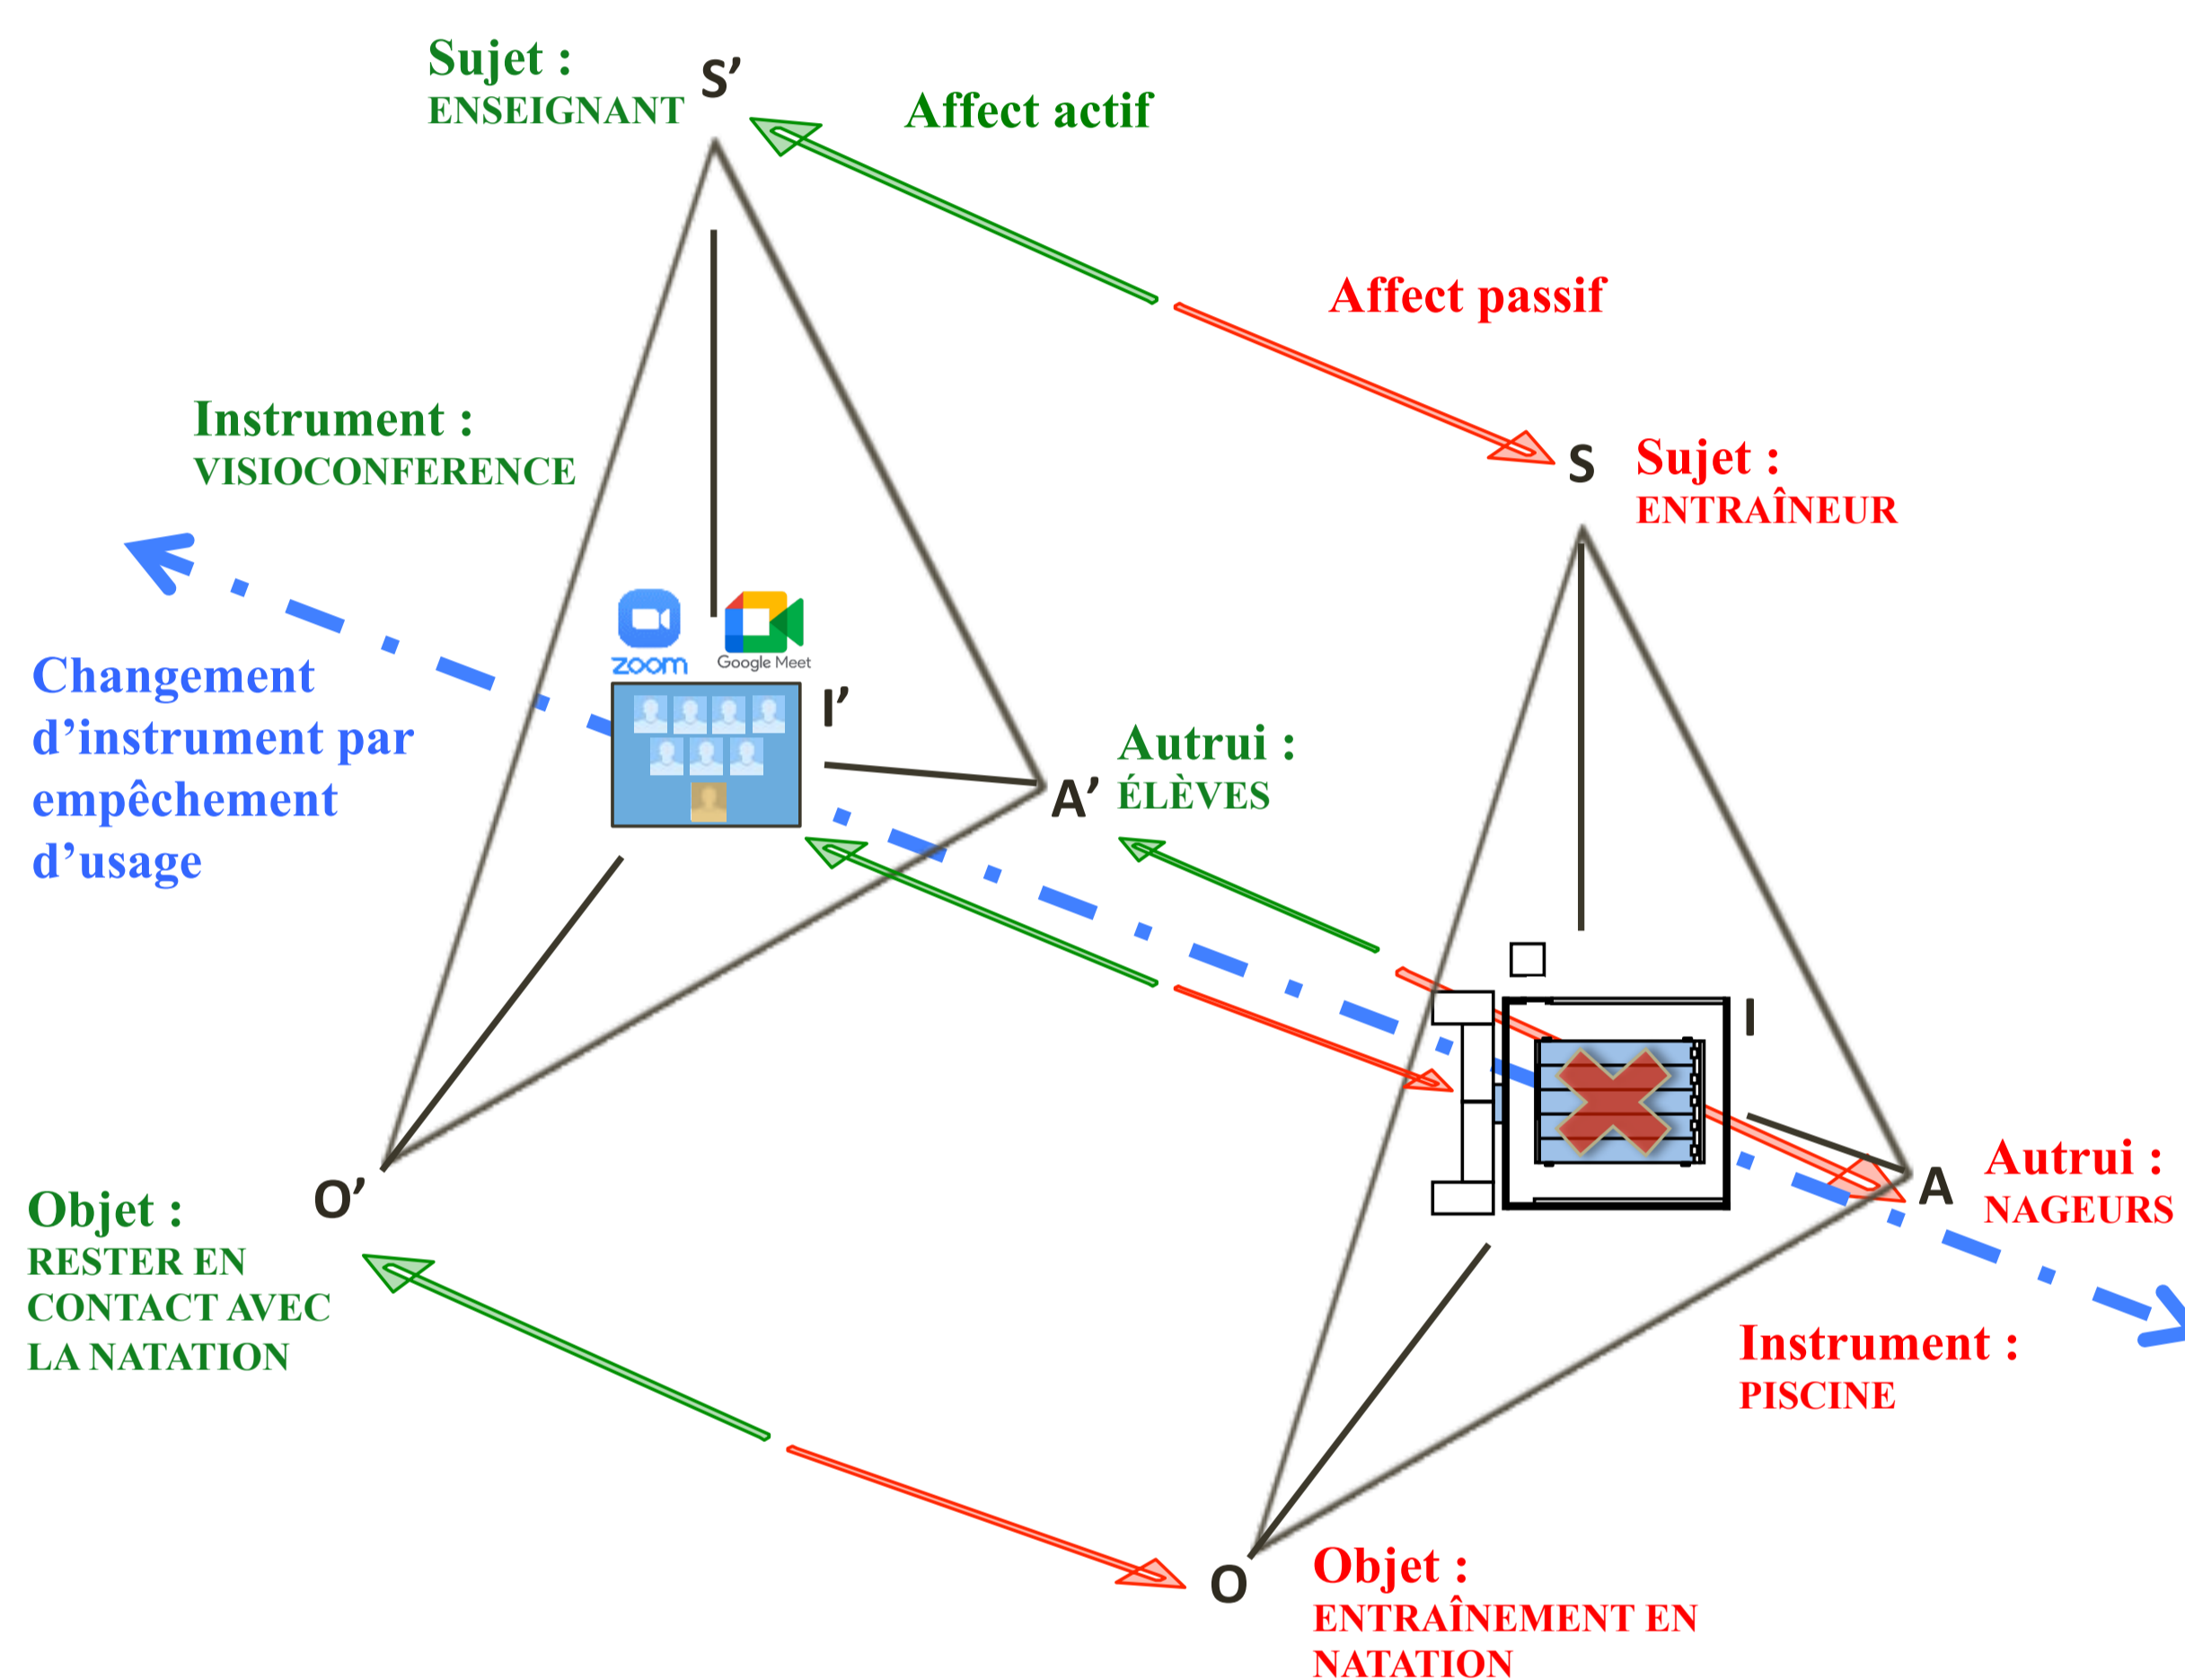 Sujet :
ENSEIGNANT
S’
Affect actif
Affect passif
Instrument :
VISIOCONFERENCE
S
Sujet :
ENTRAÎNEUR
zoom
Google Meet
I’
Changement
d’instrument par
empêchement
d’usage
A’
Autrui :
ÉLÈVES
I
O’
Objet :
RESTER EN
CONTACT AVEC
LA NATATION
A
Autrui :
NAGEURS
Instrument :
PISCINE
O
Objet :
ENTRAÎNEMENT EN
NATATION